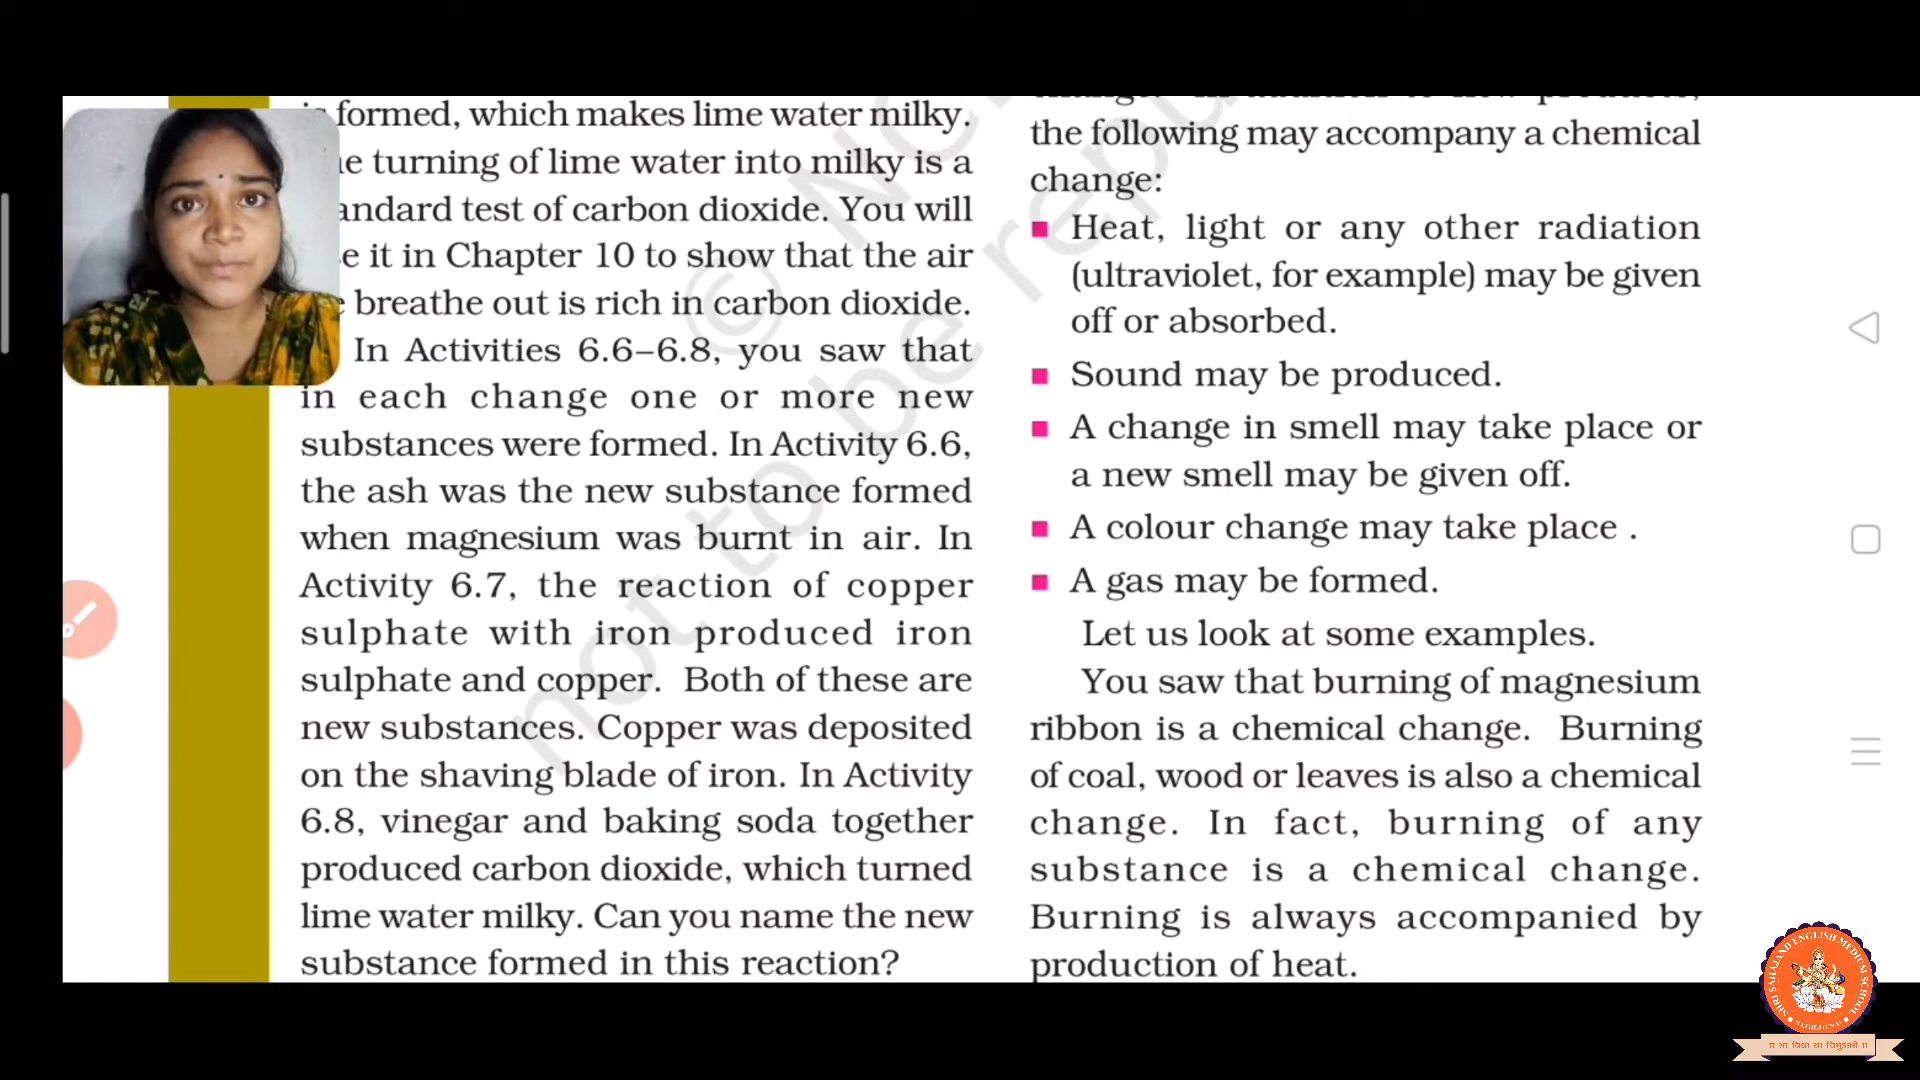 formed, which makes lime water milky.
turning of lime water into milky is a
test of carbon dioxide. You will
it in Chapter 10 to show that the air
breathe out is rich in carbon dioxide.
In Activities 6.6–6.8, you saw that
in each change one or more new
substances were formed. In Activity 6.6,
the ash was the new substance formed
when magnesium was burnt in air. In
Activity 6.7, the reaction of copper
sulphate with iron produced iron
sulphate and copper. Both of these are
new substances. Copper was deposited
on the shaving blade of iron. In Activity
6.8, vinegar and baking soda together
produced carbon dioxide, which turned
lime water milky. Can you name the new
substance formed in this reaction?
the following may accompany a chemical
change:
Heat, light or any other radiation
(ultraviolet, for example) may be given
off or absorbed.
Sound may be produced.
A change in smell may take place or
a new smell may be given off.
A colour change may take place .
A gas may be formed.
Let us look at some examples.
You saw that burning of magnesium
ribbon is a chemical change. Burning
of coal, wood or leaves is also a chemical
change. In fact, burning of any
substance is a chemical change.
Burning is always accompanied by
production of heat.
not to be
SHRI SAHAJANAND ENGLISH MEDIUM SCHOOL